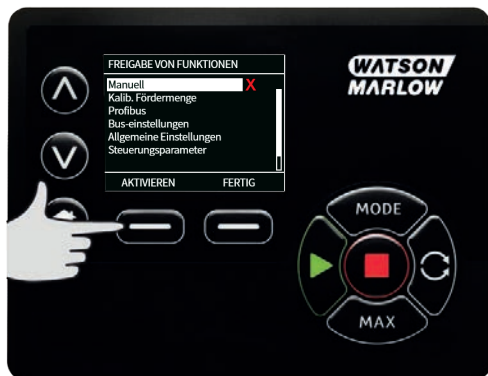 FREIGABE VON FUNKTIONEN
Manuell X
Kalib. Fördermenge
Profibus
Bus-einstellungen
Allgemeine Einstellungen
Steuerungsparameter
AKTIVIEREN FERTIG
WATSON
MARLOW
MODE
MAX